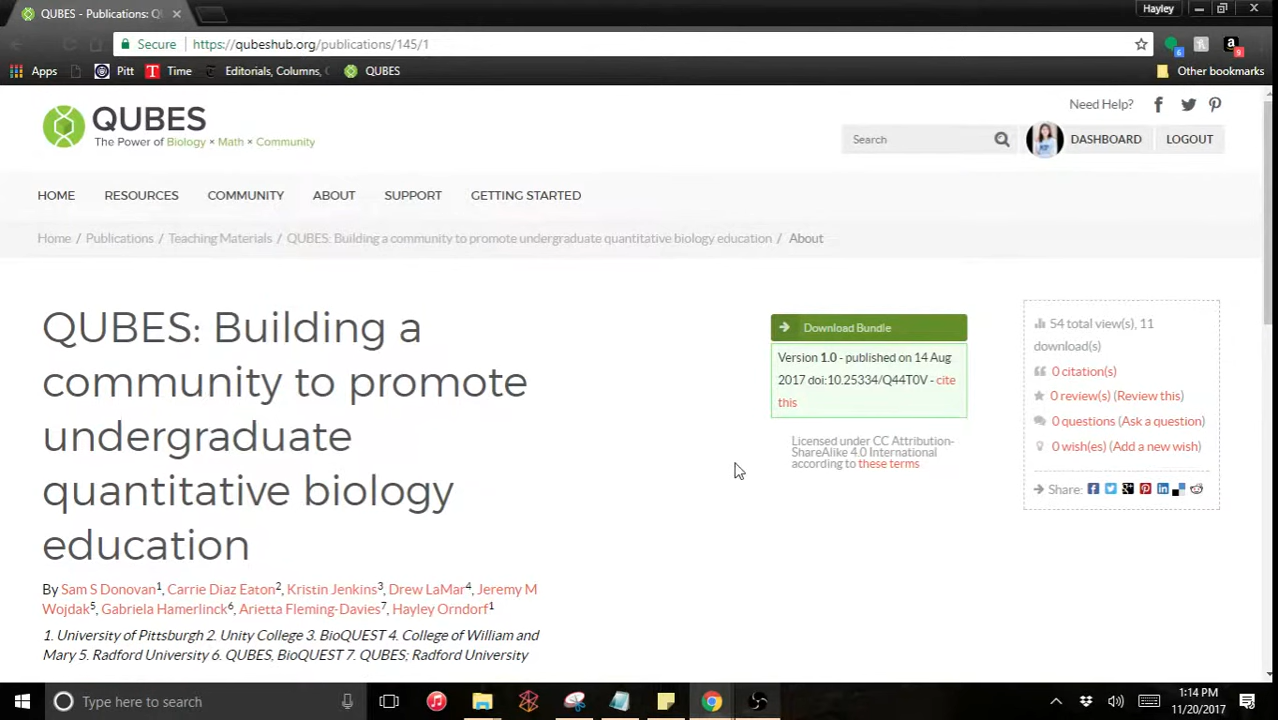 QUBES - Publications: Q
Hayley
Secure
https://qubeshub.org/publications/145/1
6
9
Apps
Pitt
T
Time
Editorials, Columns,
QUBES
Other bookmarks
QUBES
The Power of Biology × Math × Community
Need Help?
Search
DASHBOARD
LOGOUT
HOME
RESOURCES
COMMUNITY
ABOUT
SUPPORT
GETTING STARTED
Home / Publications / Teaching Materials / QUBES: Building a community to promote undergraduate quantitative biology education / About
QUBES: Building a
community to promote
undergraduate
quantitative biology
education
By Sam S Donovan1, Carrie Diaz Eaton2, Kristin Jenkins3, Drew LaMar4, Jeremy M
Wojdak5, Gabriela Hamerlinck6, Arietta Fleming-Davies7, Hayley Orndorf1
1. University of Pittsburgh 2. Unity College 3. BioQUEST 4. College of William and
Mary 5. Radford University 6. QUBES, BioQUEST 7. QUBES; Radford University
Download Bundle
Version 1.0 - published on 14 Aug
2017 doi:10.25334/Q44T0V - cite
this
Licensed under CC Attribution-
ShareAlike 4.0 International
according to these terms
54 total view(s), 11
download(s)
0 citation(s)
0 review(s) (Review this)
0 questions (Ask a question)
0 wish(es) (Add a new wish)
Share:
Type here to search
1:14 PM
11/20/2017